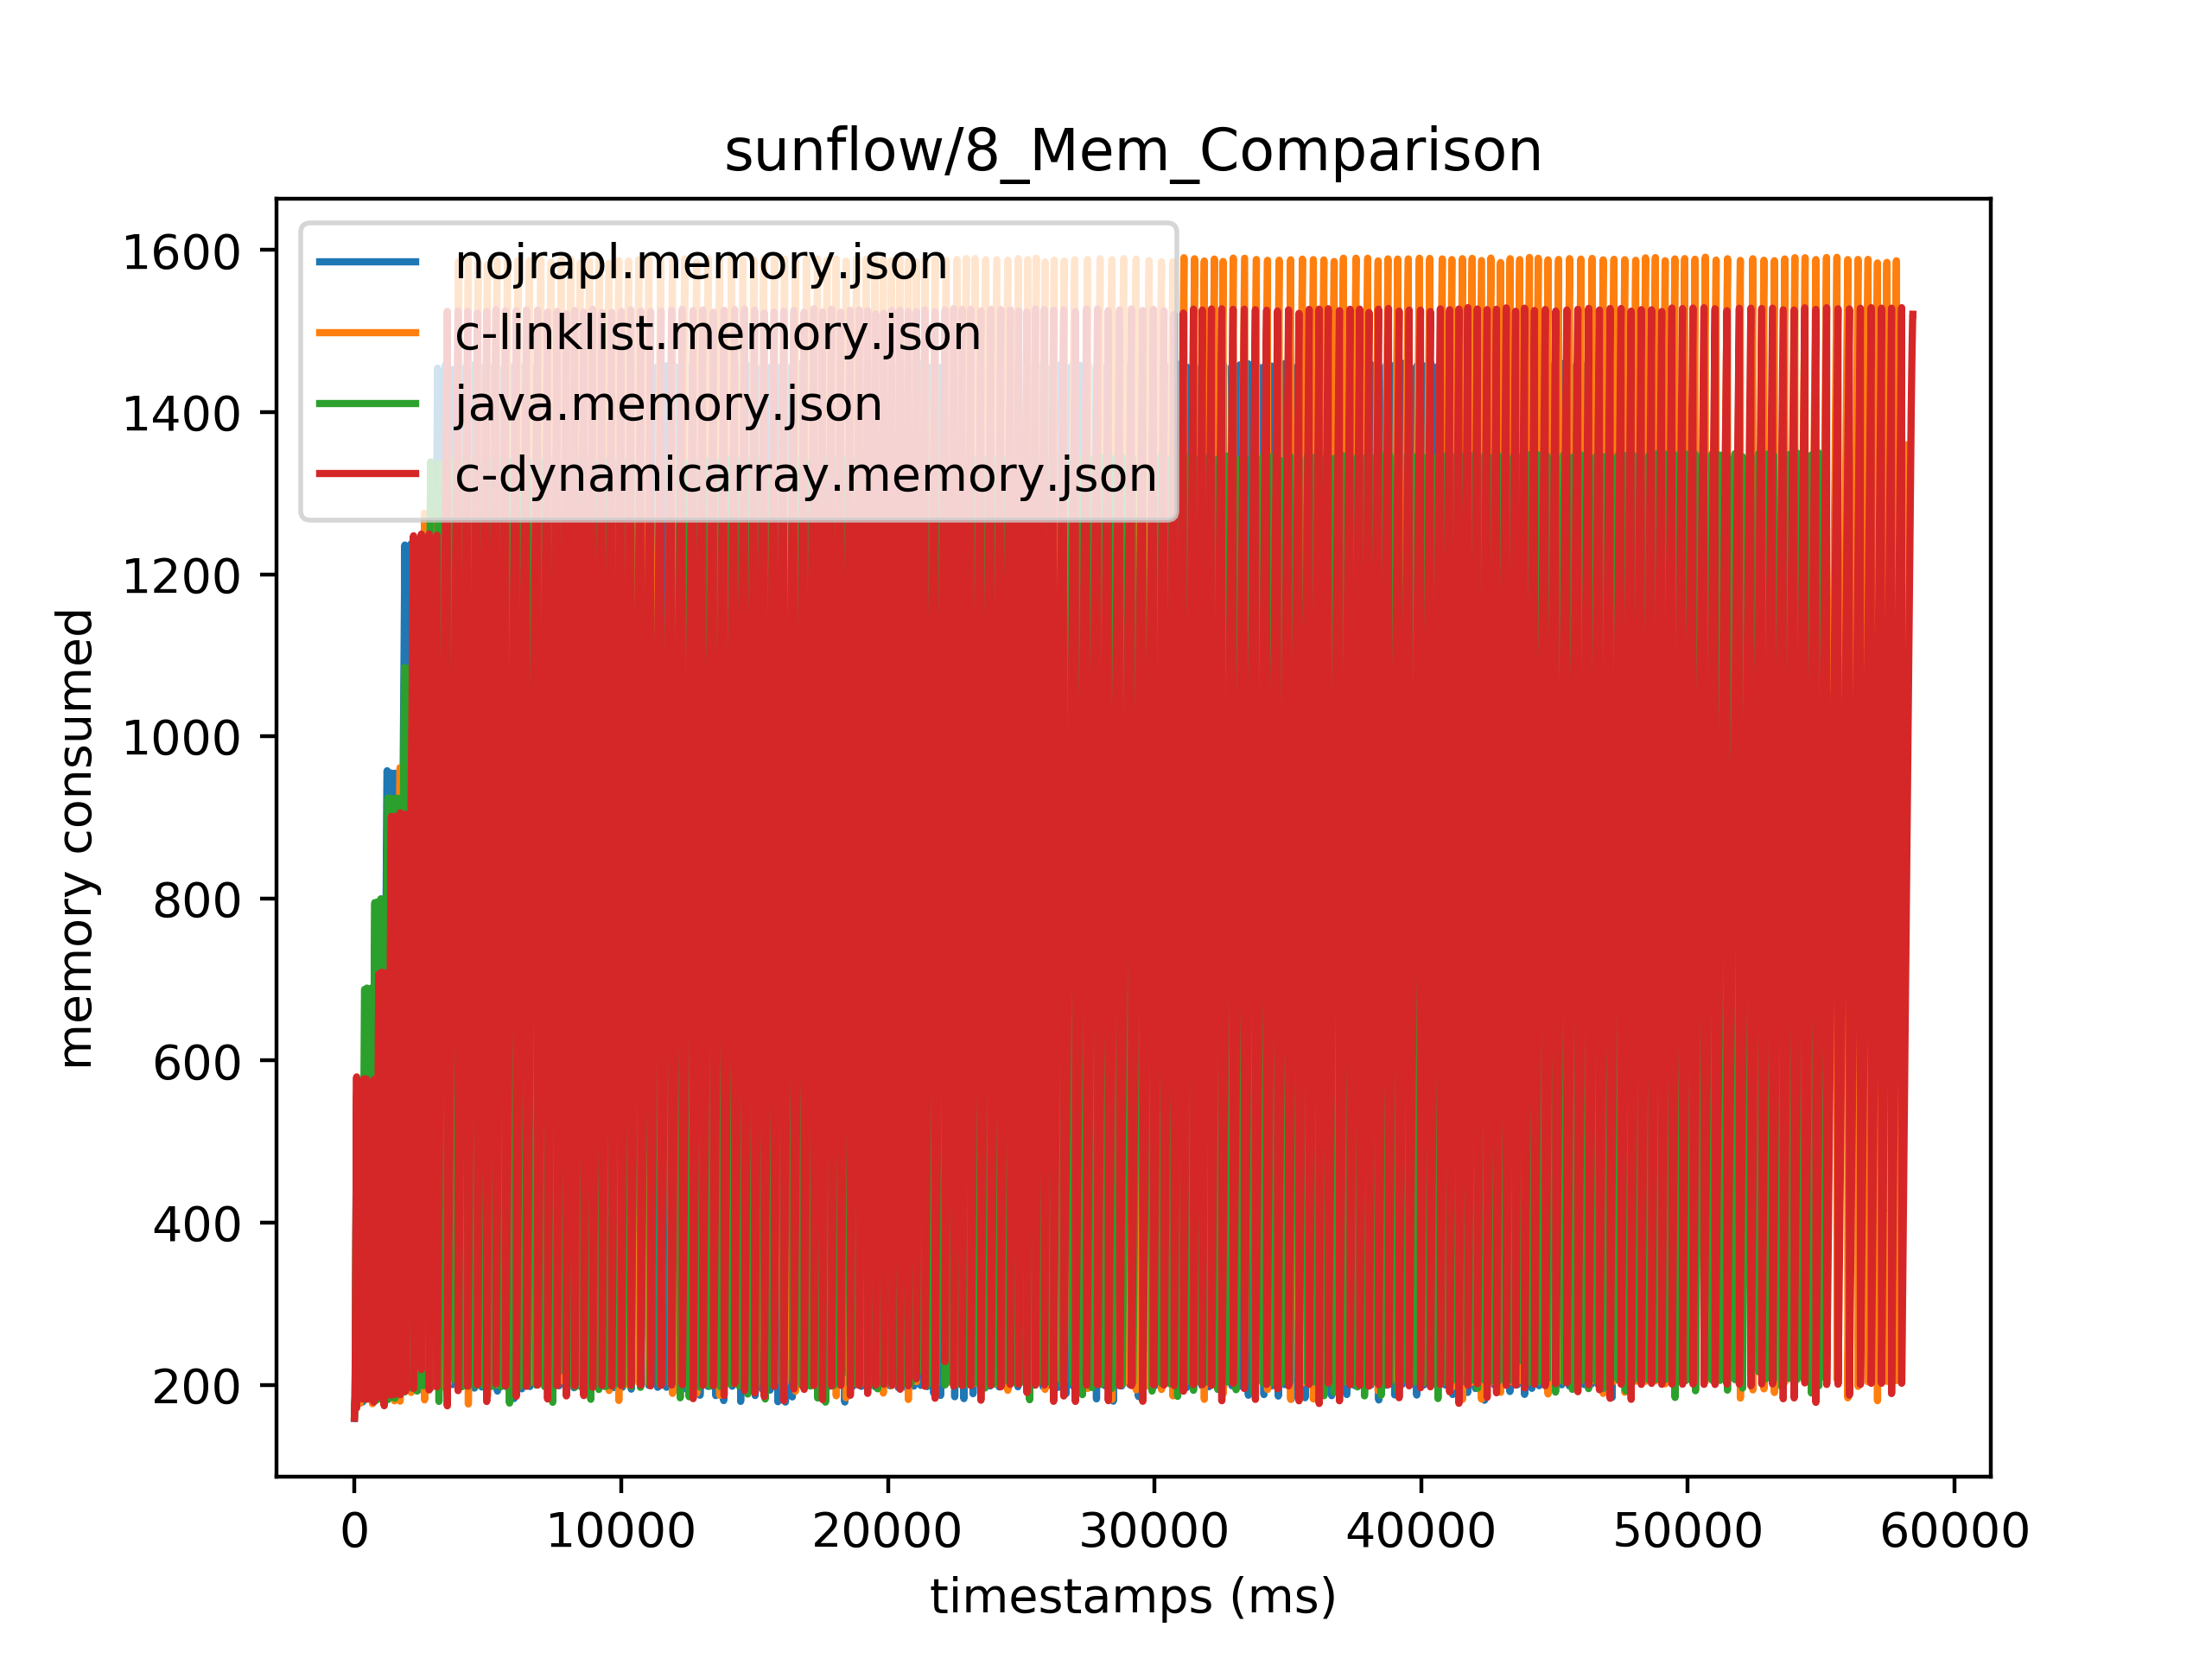 sunflow/8_Mem_Comparison
nojrapl.memory.json
c-linklist.memory.json
java.memory.json
c-dynamicarray.memory.json
memory consumed
1600
1400
1200
1000
800
600
400
200
0 10000 20000 30000 40000 50000 60000
timestamps (ms)